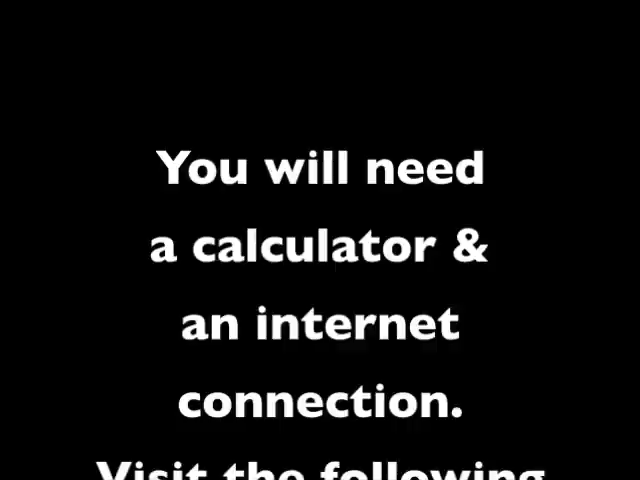 You will need
a calculator &
an internet
connection.
Visit the following